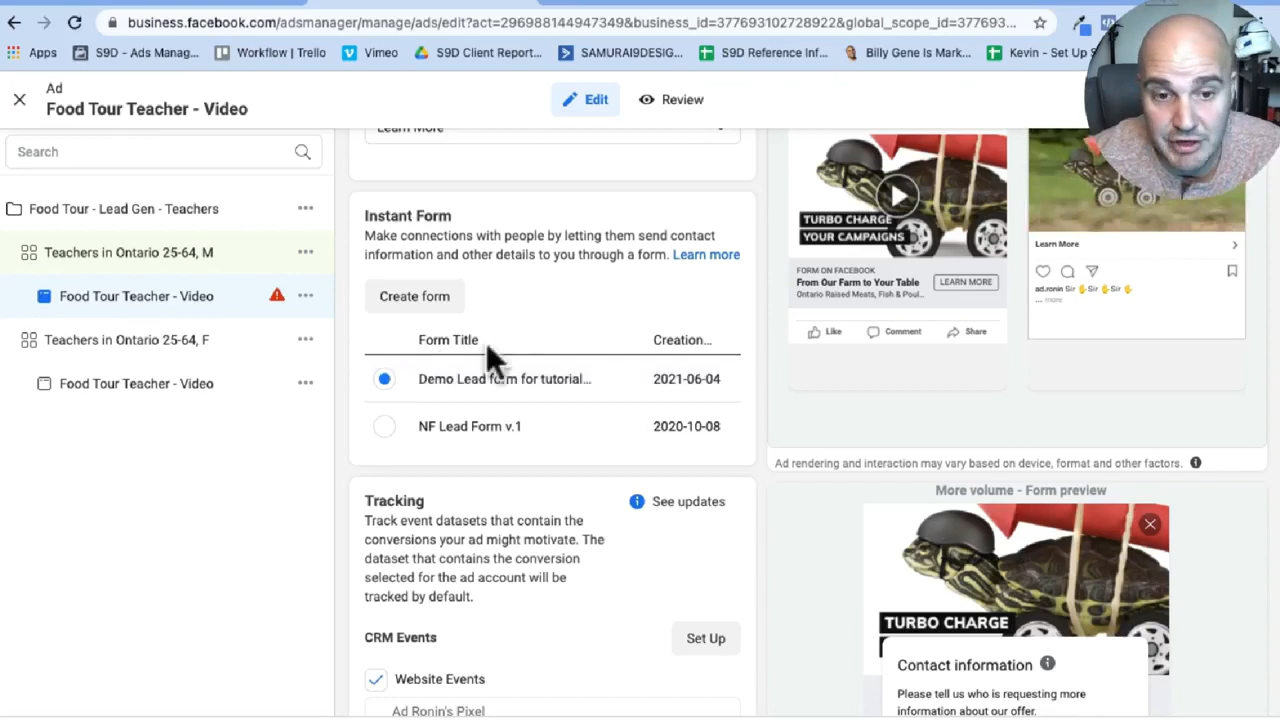 business.facebook.com/adsmanager/manage/ads/edit?act=296988144947349&business_id=377693102728922&global_scope_id=377693...
Apps
S9D - Ads Manag...
Workflow | Trello
Vimeo
S9D Client Report...
SAMURAI9DESIG...
S9D Reference Inf...
Billy Gene Is Mark...
Kevin - Set Up S
Ad
Food Tour Teacher - Video
Edit
Review
Search
Food Tour - Lead Gen - Teachers
Teachers in Ontario 25-64, M
Food Tour Teacher - Video
Teachers in Ontario 25-64, F
Food Tour Teacher - Video
Learn More
Instant Form
Make connections with people by letting them send contact
information and other details to you through a form. Learn more
Create form
Form Title
Creation...
Demo Lead form for tutorial...
2021-06-04
NF Lead Form v.1
2020-10-08
Tracking
See updates
Track event datasets that contain the
conversions your ad might motivate. The
dataset that contains the conversion
selected for the ad account will be
tracked by default.
CRM Events
Set Up
Website Events
Ad Ronin's Pixel
TURBO CHARGE
YOUR CAMPAIGNS
FORM ON FACEBOOK
From Our Farm to Your Table
Ontario Raised Meats, Fish & Poul...
LEARN MORE
Like
Comment
Share
Learn More
ad.ronin Sir ✋Sir ✋Sir ✋
... more
Ad rendering and interaction may vary based on device, format and other factors.
More volume - Form preview
TURBO CHARGE
Contact information
Please tell us who is requesting more
information about our offer.